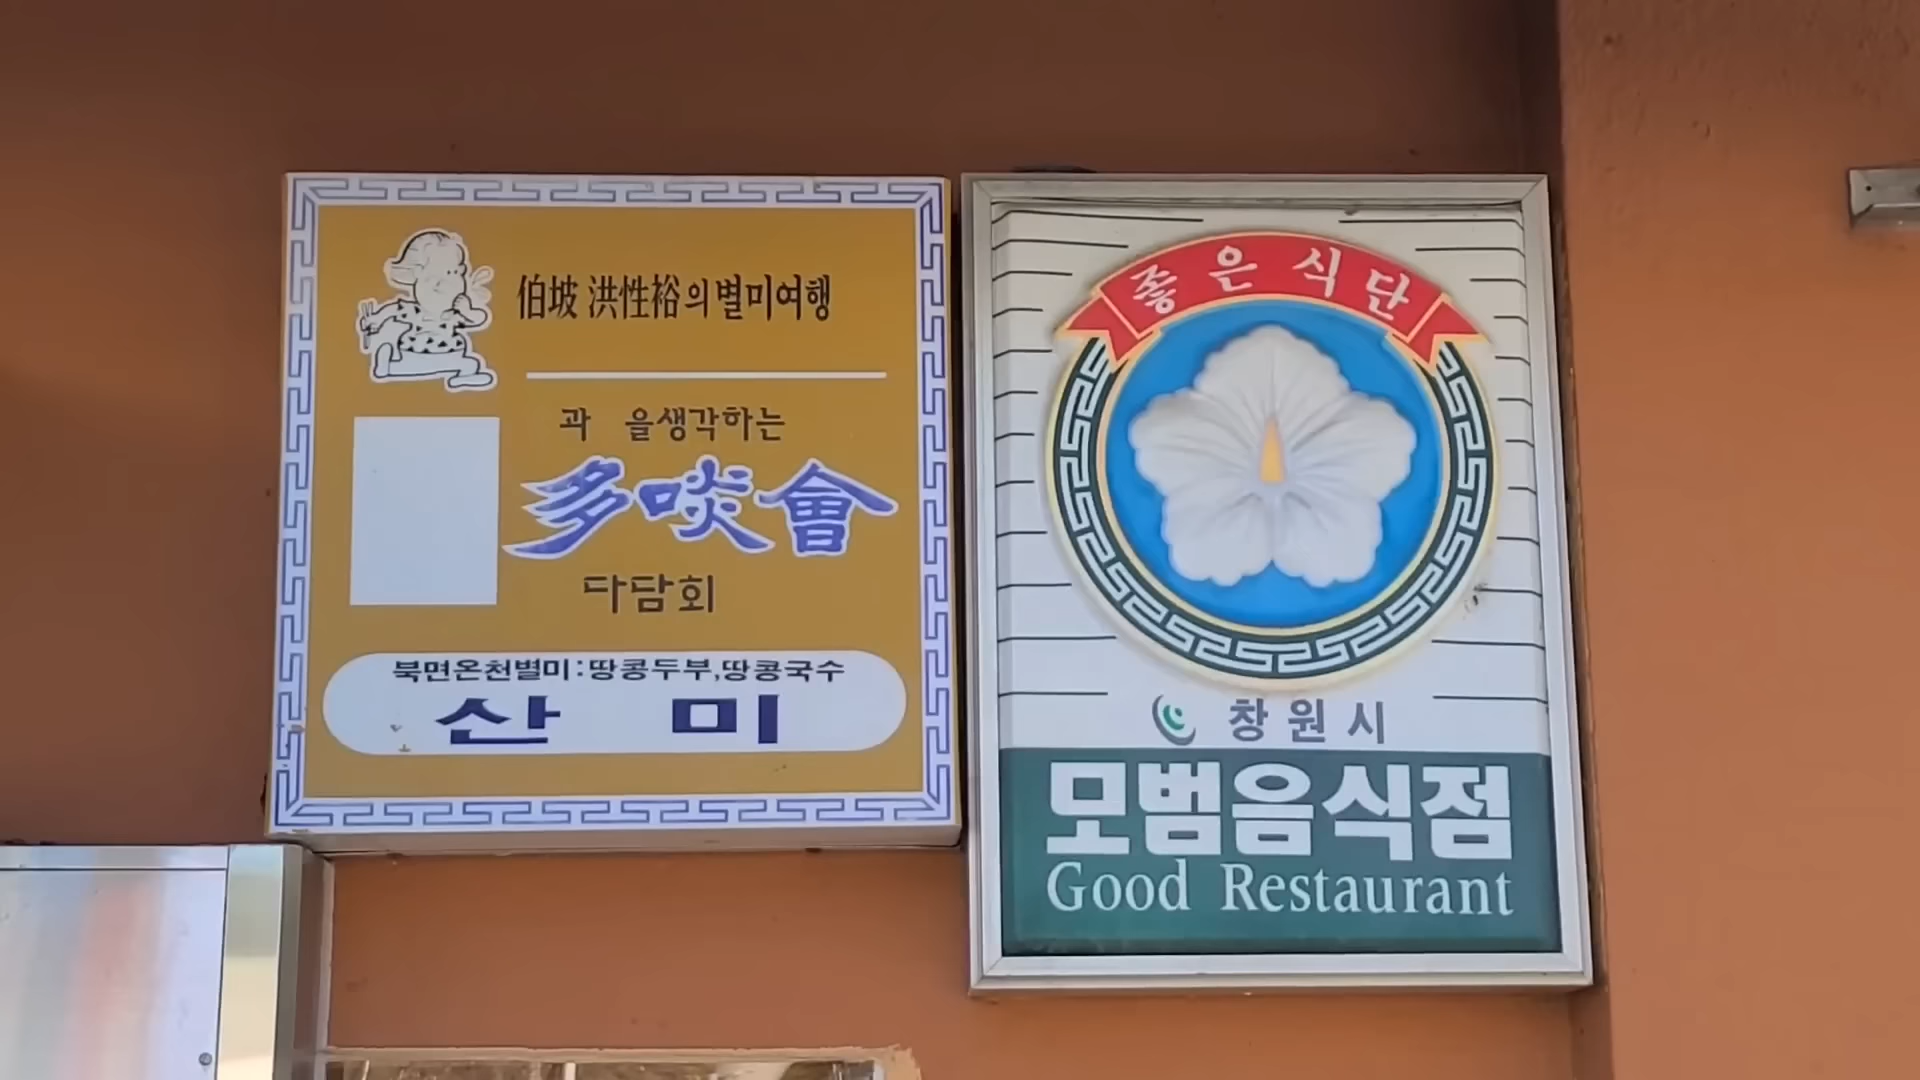 伯坡 洪性裕의별미여행
과 을생각하는
多啖會
다담회
북면온천별미:땅콩두부,땅콩국수
산미
좋은식단
창원시
모범음식점
Good Restaurant